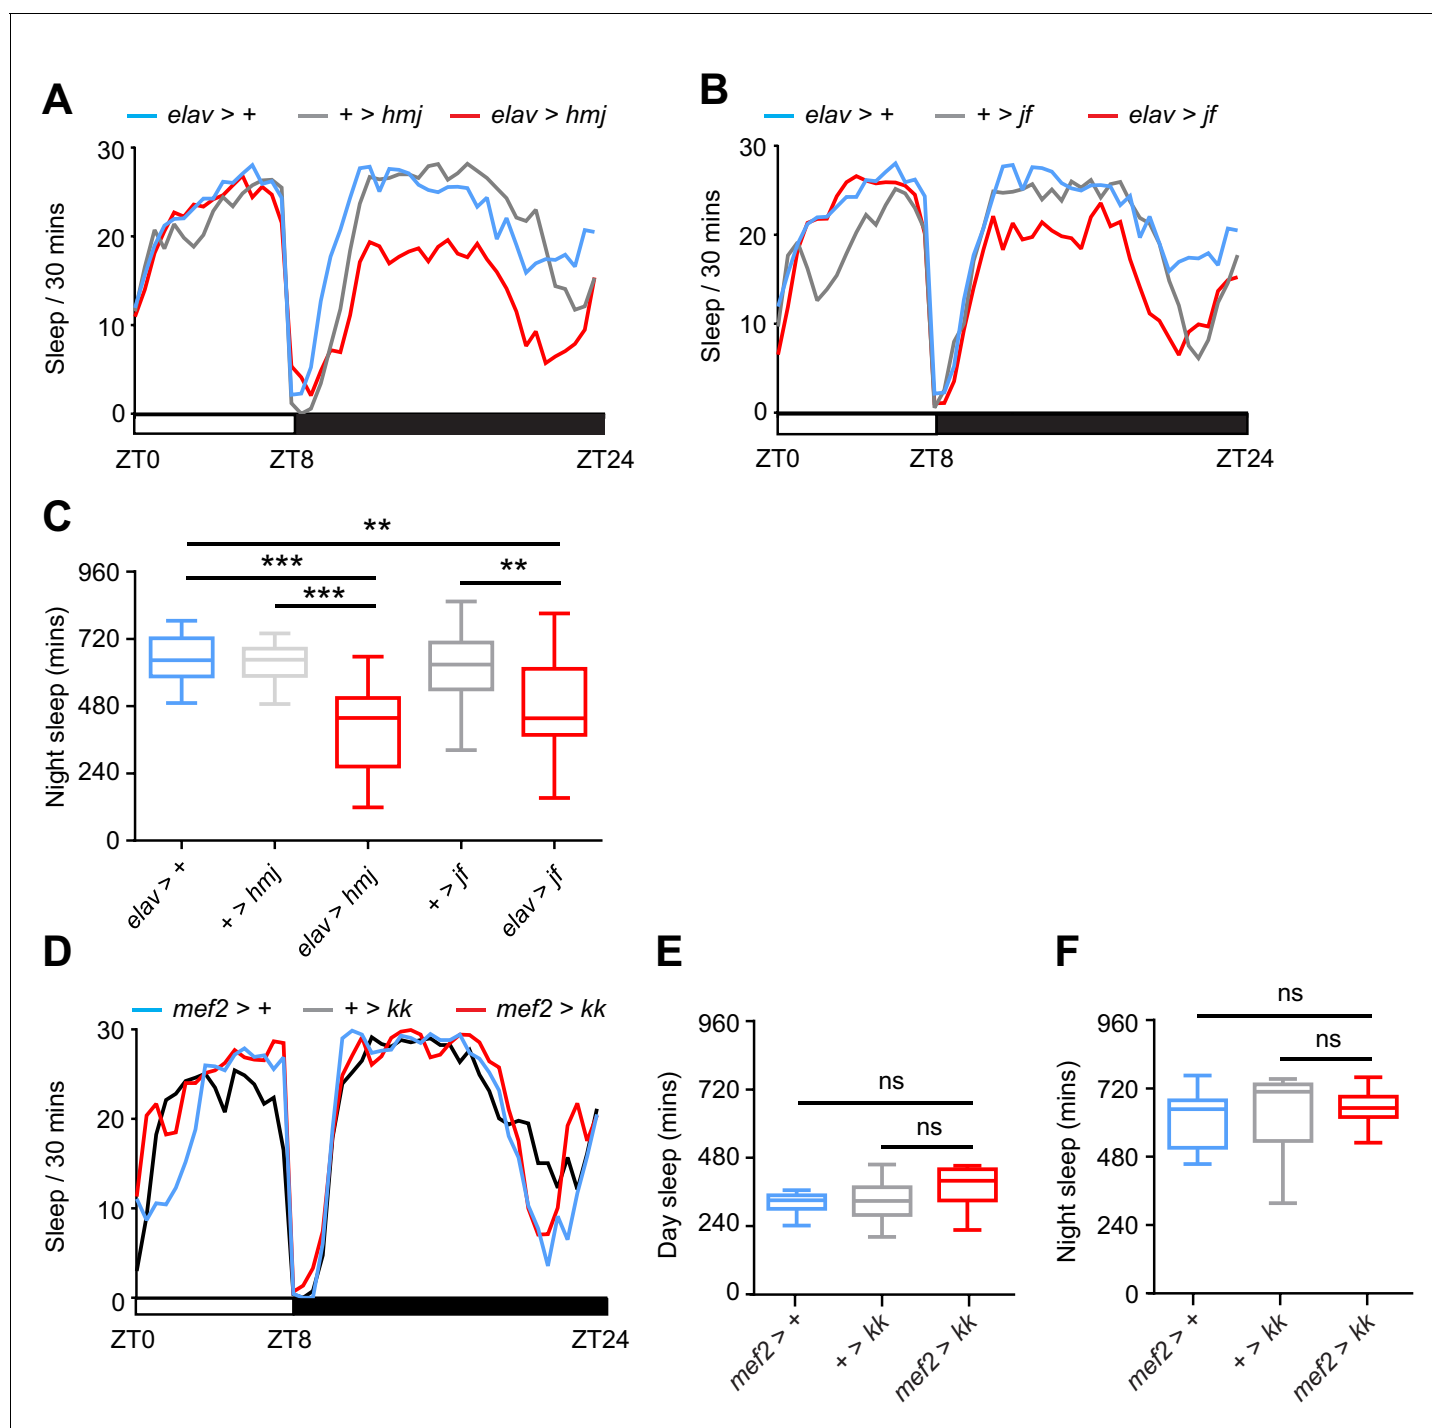 A
elav > + + > hmj elav > hmj
30
20
10
0
Sleep / 30 mins
ZT0 ZT8 ZT24
B
elav > + + > jf elav > jf
30
20
10
0
Sleep / 30 mins
ZT0 ZT8 ZT24
C
**
***
***
**
960
720
480
240
0
Night sleep (mins)
elav > + + > hmj elav > hmj + > jf elav > jf
D
mef2 > + + > kk mef2 > kk
30
20
10
0
Sleep / 30 mins
ZT0 ZT8 ZT24
E
ns
ns
960
720
480
240
0
Day sleep (mins)
mef2 > + + > kk mef2 > kk
F
ns
ns
960
720
480
240
0
Night sleep (mins)
mef2 > + + > kk mef2 > kk